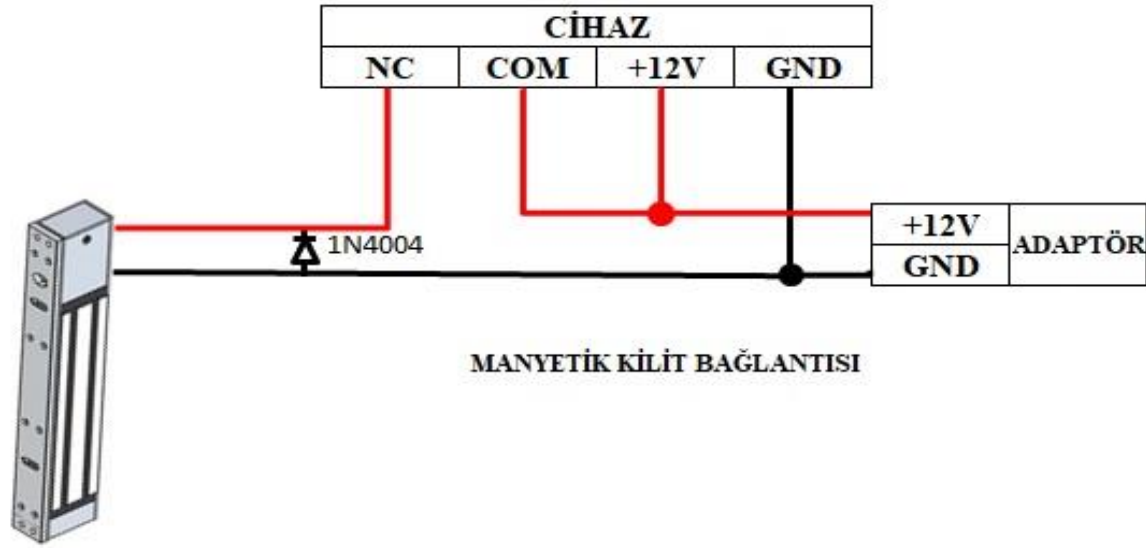 CİHAZ
NC COM +12V GND
1N4004
+12V
GND
ADAPTÖR
MANYETİK KİLİT BAĞLANTISI